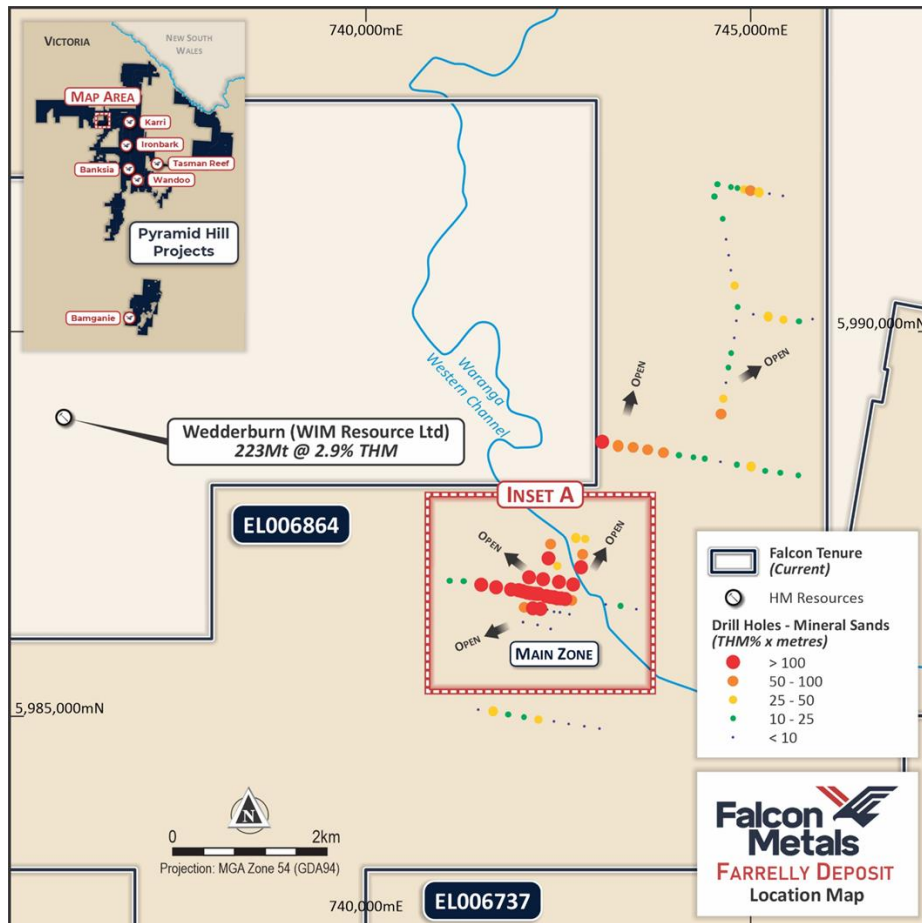 740,000mE
745,000mE
VICTORIA
NEW SOUTH
WALES
MAP AREA
Karri
Ironbark
Tasman Reef
Banksia
Wandoo
Pyramid Hill
Projects
Bamganie
5,990,000mN
OPEN
OPEN
Waranga
Western Channel
Wedderburn (WIM Resource Ltd)
223Mt @ 2.9% THM
INSET A
EL006864
OPEN
OPEN
OPEN
MAIN ZONE
Falcon Tenure
(Current)
HM Resources
Drill Holes - Mineral Sands
(THM% x metres)
> 100
50 - 100
25 - 50
10 - 25
< 10
5,985,000mN
N
0 2km
Projection: MGA Zone 54 (GDA94)
Falcon
Metals
FARRELLY DEPOSIT
Location Map
740,000mE
EL006737